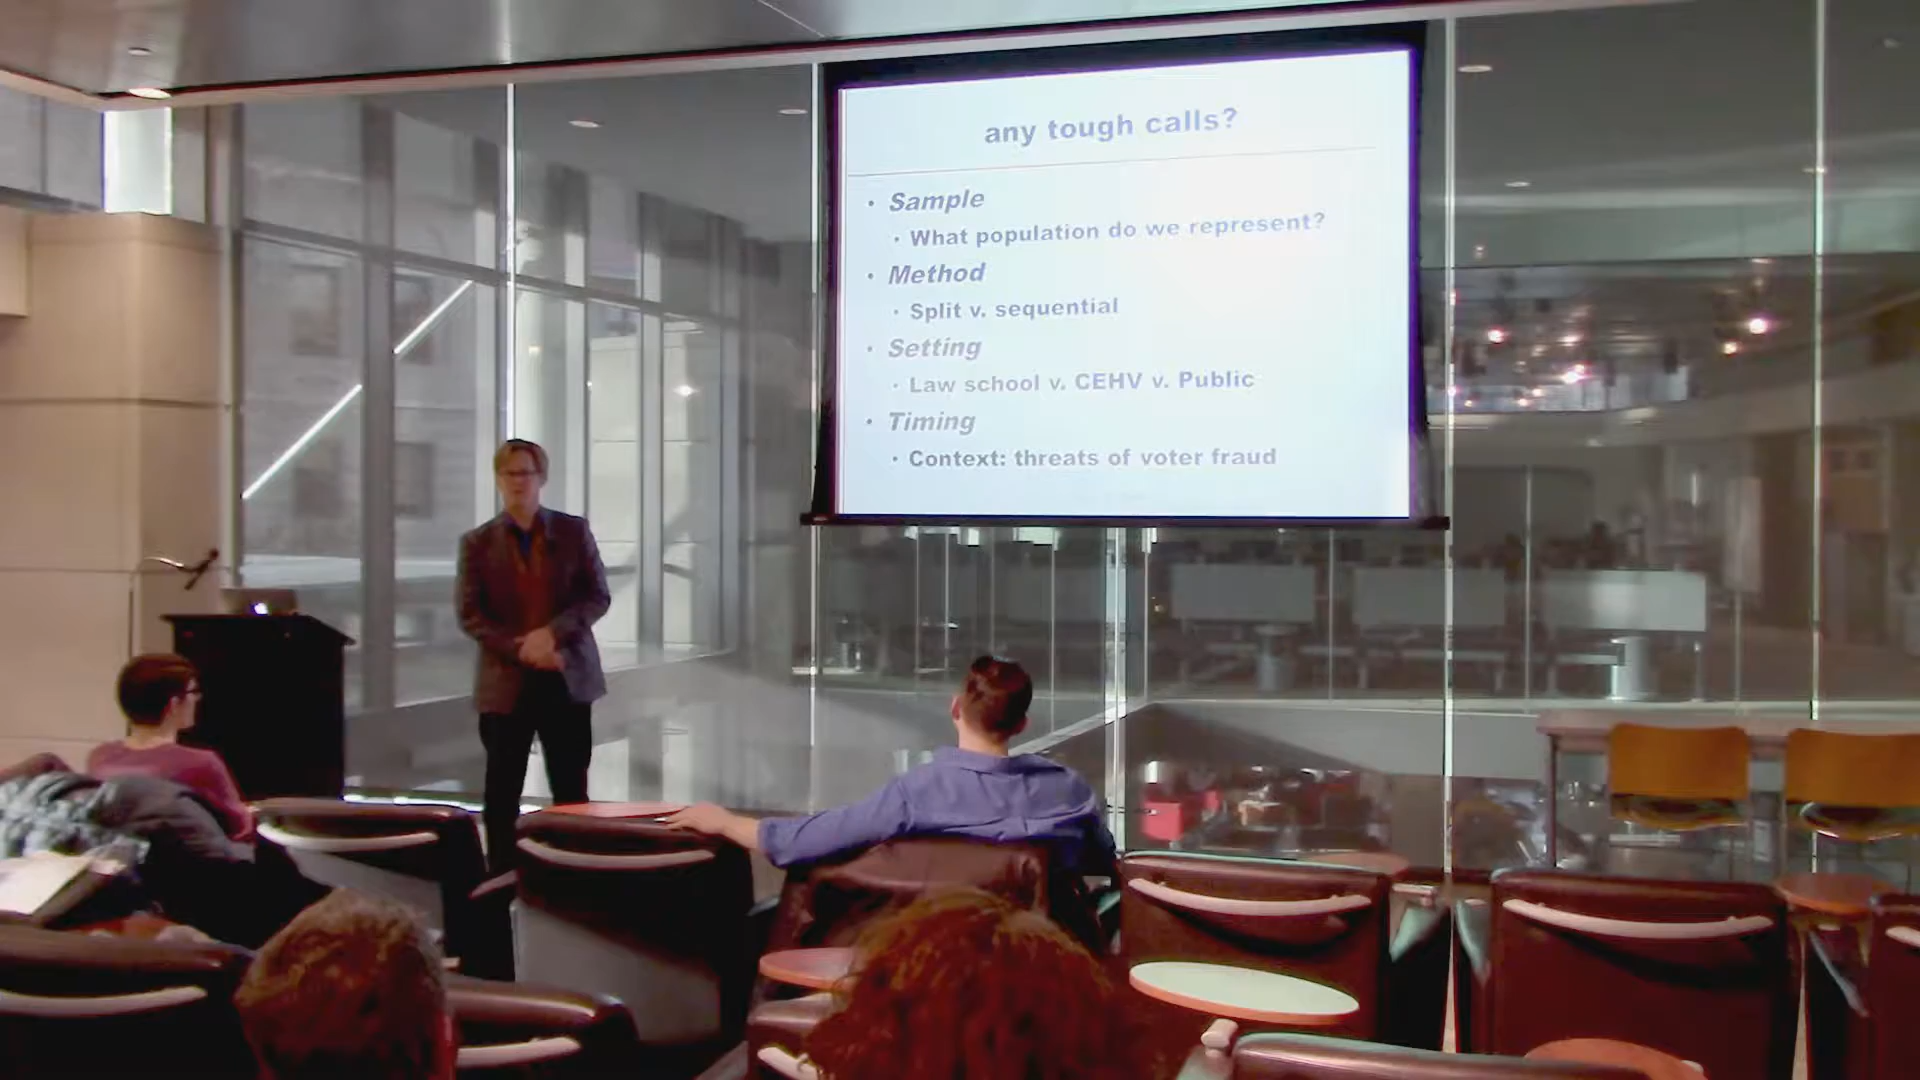 any tough calls?
• Sample
• What population do we represent?
• Method
• Split v. sequential
• Setting
• Law school v. CEHV v. Public
• Timing
• Context: threats of voter fraud